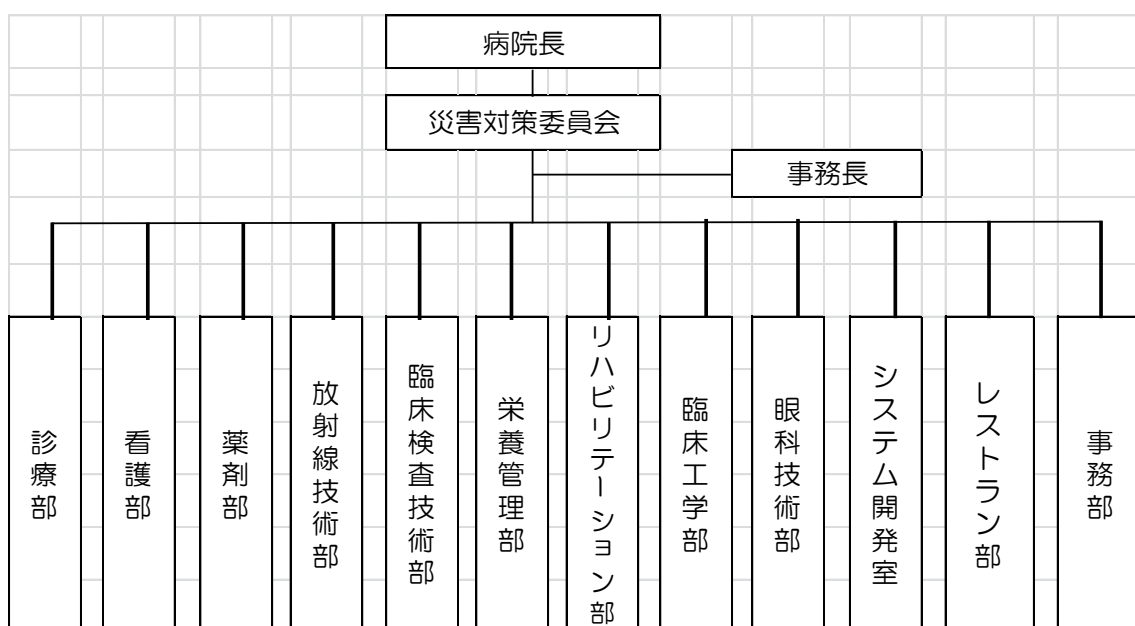 病院長
災害対策委員会
事務長
診療部
看護部
薬剤部
放射線技術部
臨床検査技術部
栄養管理部
リハビリテーション部
臨床工学部
眼科技術部
システム開発室
レストラン部
事務部